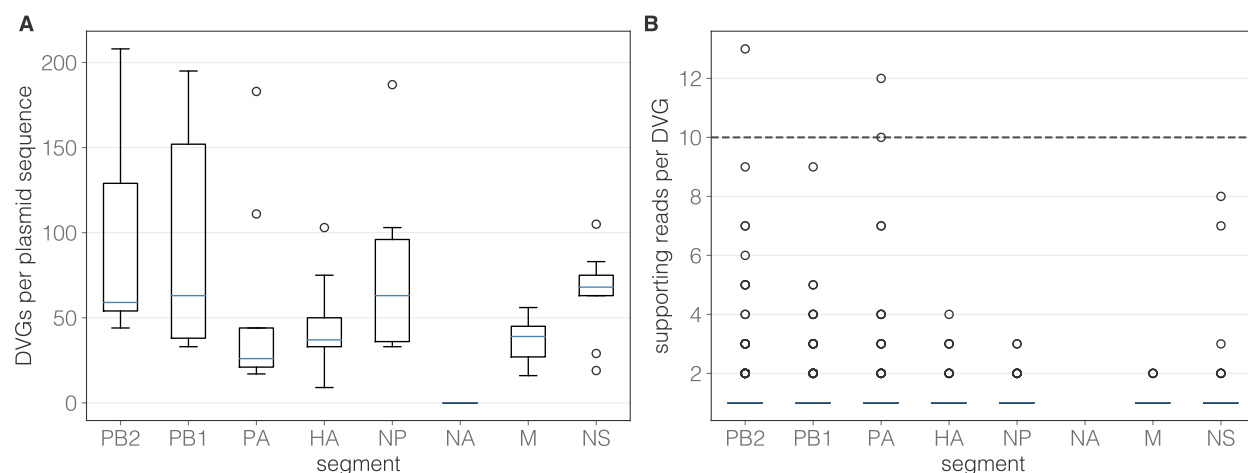 A
DVGs per plasmid sequence
200
150
100
50
0
PB2 PB1 PA HA NP NA M NS
segment
B
supporting reads per DVG
12
10
8
6
4
2
PB2 PB1 PA HA NP NA M NS
segment